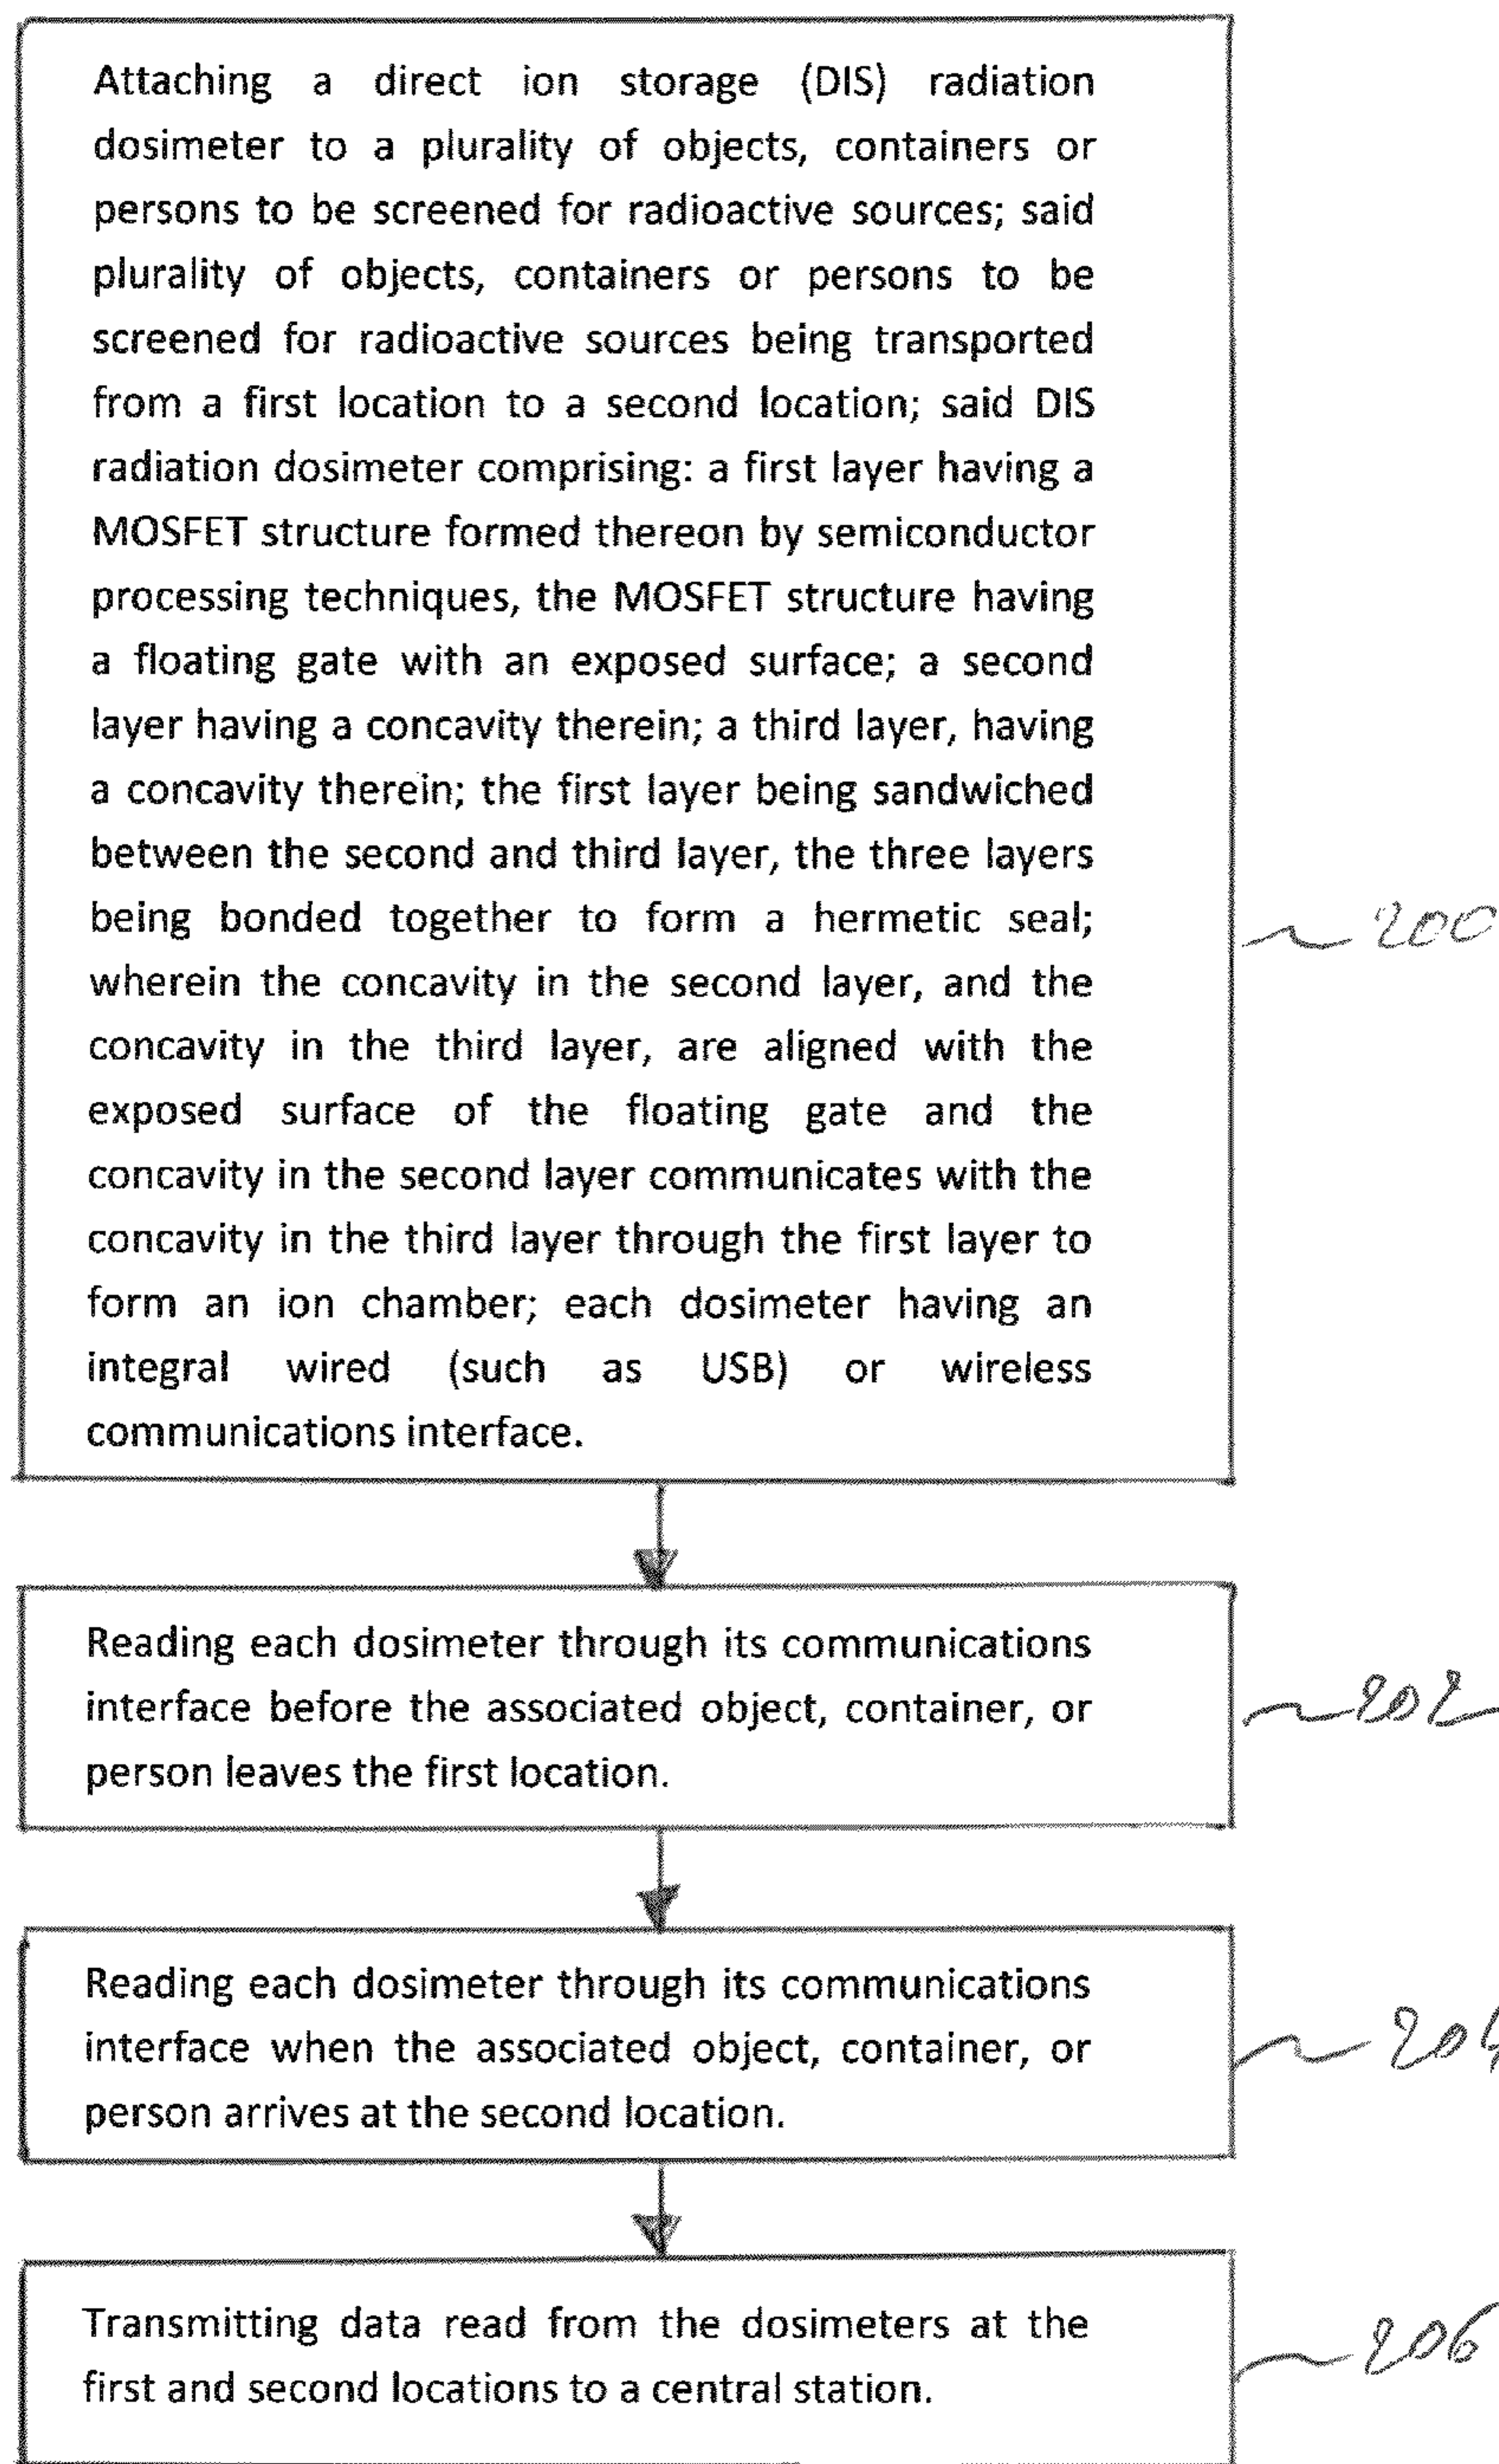 Attaching a direct ion storage (DIS) radiation
dosimeter to a plurality of objects, containers or
persons to be screened for radioactive sources; said
plurality of objects, containers or persons to be
screened for radioactive sources being transported
from a first location to a second location; said DIS
radiation dosimeter comprising: a first layer having a
MOSFET structure formed thereon by semiconductor
processing techniques, the MOSFET structure having
a floating gate with an exposed surface; a second
layer having a concavity therein; a third layer, having
a concavity therein; the first layer being sandwiched
between the second and third layer, the three layers
being bonded together to form a hermetic seal;
wherein the concavity in the second layer, and the
concavity in the third layer, are aligned with the
exposed surface of the floating gate and the
concavity in the second layer communicates with the
concavity in the third layer through the first layer to
form an ion chamber; each dosimeter having an
integral wired (such as USB) or wireless
communications interface.
200
Reading each dosimeter through its communications
interface before the associated object, container, or
person leaves the first location.
202
Reading each dosimeter through its communications
interface when the associated object, container, or
person arrives at the second location.
204
Transmitting data read from the dosimeters at the
first and second locations to a central station.
206